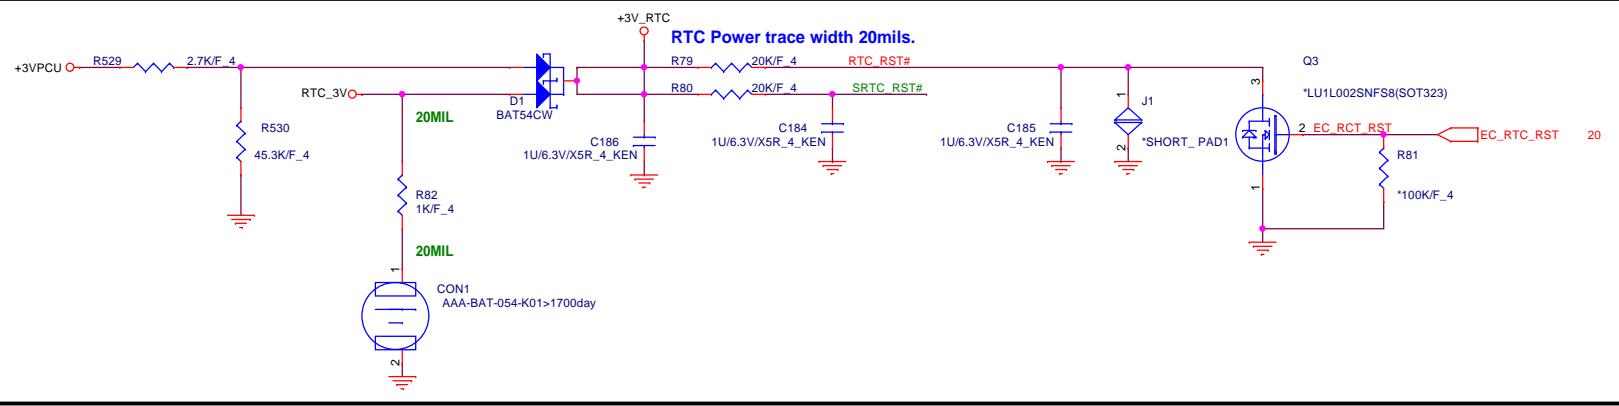 +3V_RTC
RTC Power trace width 20mils.
+3VPCU
R529
2.7K/F_4
R79
20K/F_4
RTC_RST#
Q3
RTC_3V
D1
BAT54CW
R80
20K/F_4
SRTC_RST#
3
*LU1L002SNFS8(SOT323)
20MIL
R530
45.3K/F_4
C186
1U/6.3V/X5R_4_KEN
C184
1U/6.3V/X5R_4_KEN
C185
1U/6.3V/X5R_4_KEN
1
J1
*SHORT_ PAD1
2
2
EC_RCT_RST
EC_RTC_RST
20
R81
*100K/F_4
1
R82
1K/F_4
20MIL
1
CON1
AAA-BAT-054-K01>1700day
2